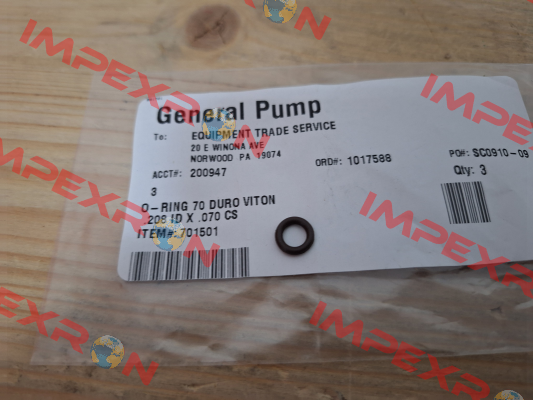 General Pump
To: EQUIPMENT TRADE SERVICE
20 E WINONA AVE
NORWOOD PA 19074
ACCT#: 200947
ORD#: 1017588
PO#: SC0910-09
Qty: 3
3
O-RING 70 DURO VITON
.208 ID X .070 CS
ITEM#: 701501
IMPEXRON
IMPEXRON
IMPEXRON
IMPEXRON
IMPEXRON